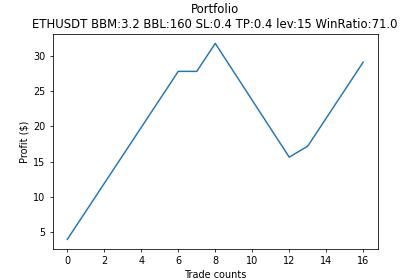 Portfolio
ETHUSDT BBM:3.2 BBL:160 SL:0.4 TP:0.4 lev:15 WinRatio:71.0
30
25
20
15
10
5
Profit ($)
0 2 4 6 8 10 12 14 16
Trade counts